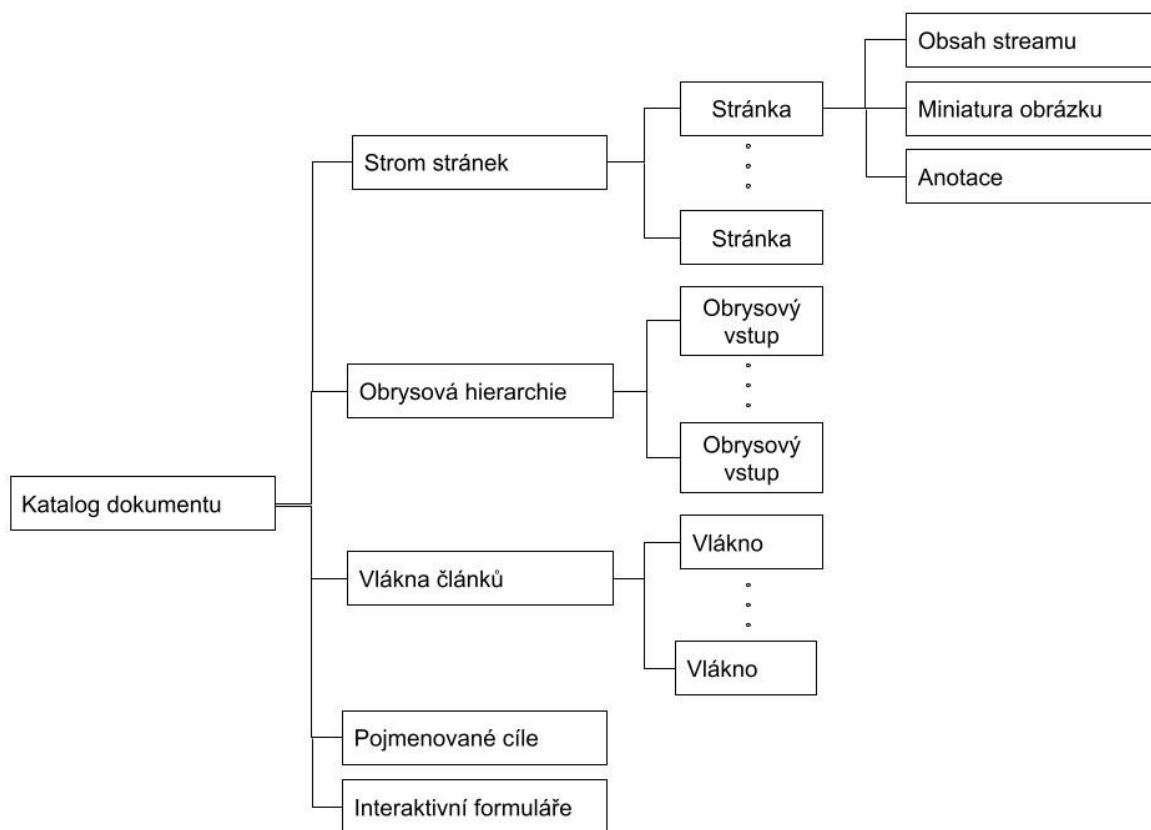 Obsah streamu
Stránka
Miniatura obrázku
Strom stránek
Anotace
Stránka
Obrysový
vstup
Obrysová hierarchie
Obrysový
vstup
Katalog dokumentu
Vlákno
Vlákna článků
Vlákno
Pojmenované cíle
Interaktivní formuláře